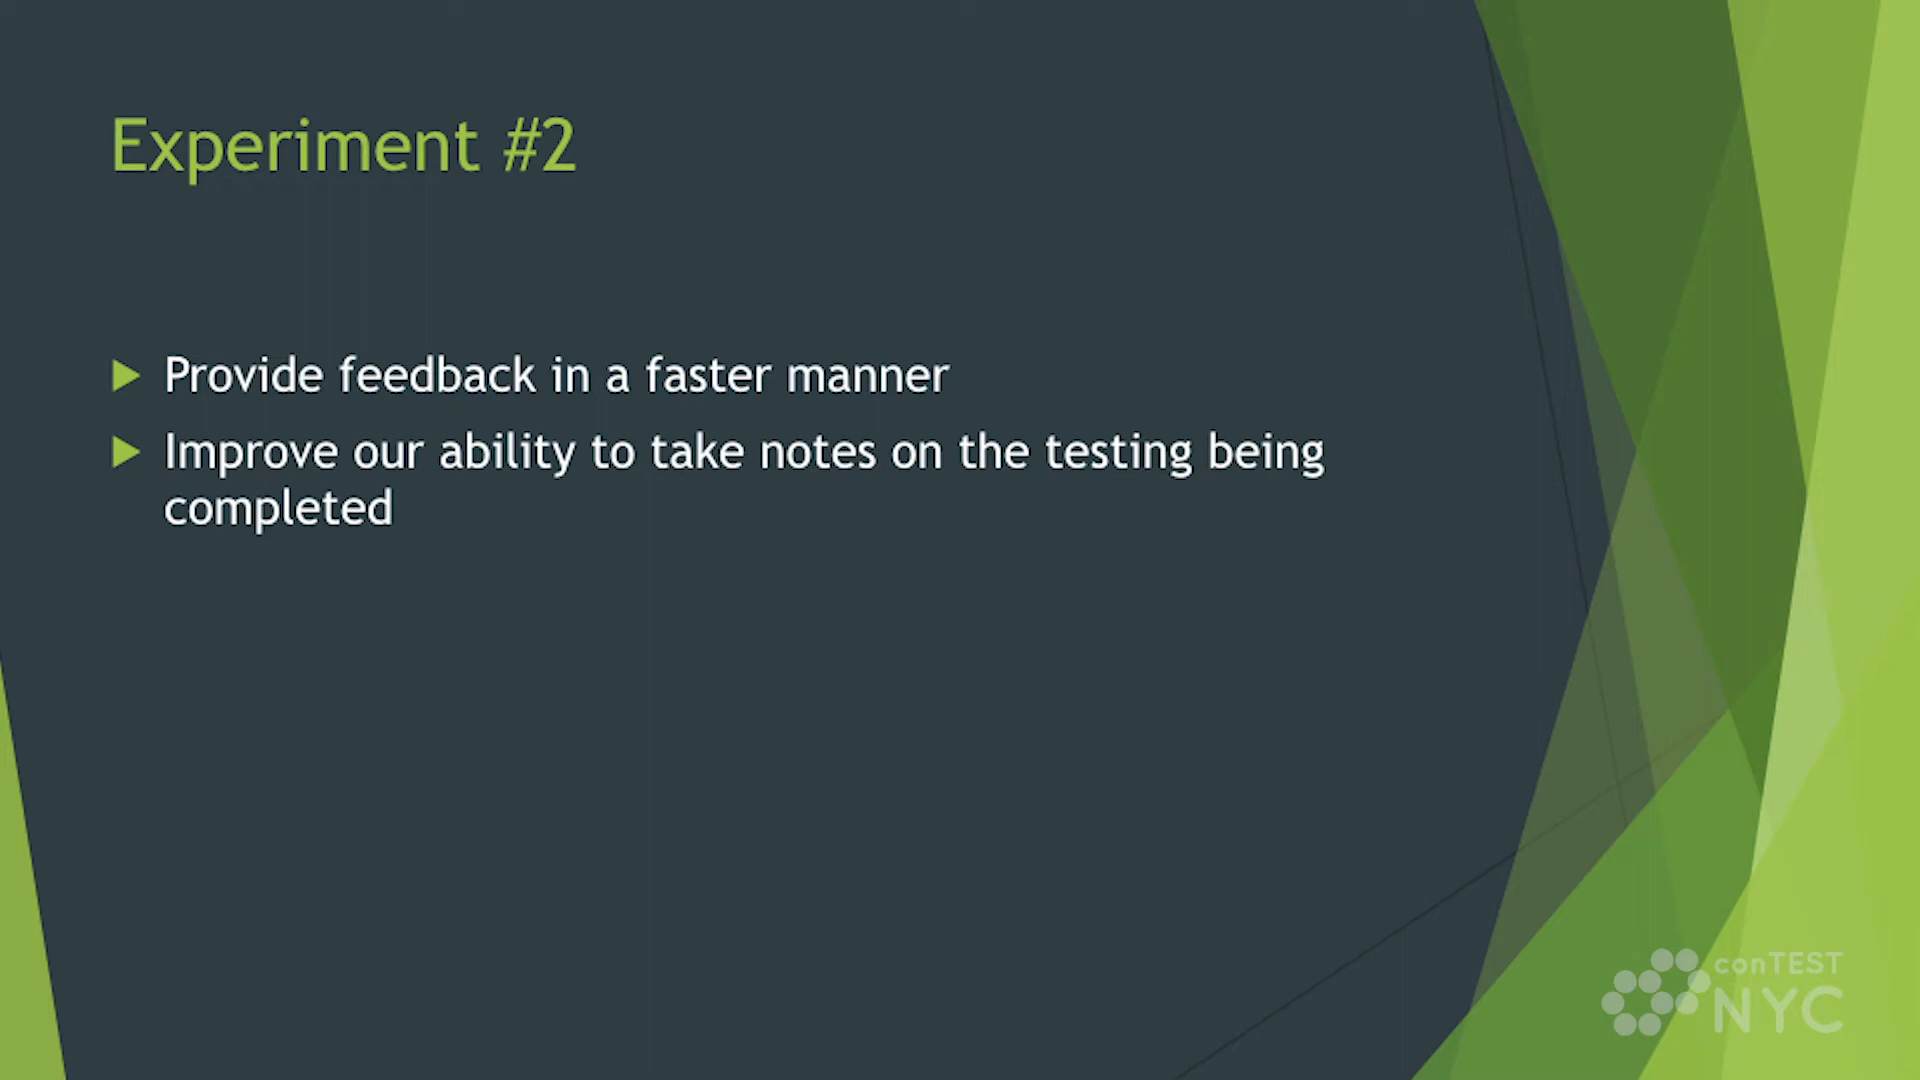 Experiment #2
Provide feedback in a faster manner
Improve our ability to take notes on the testing being
completed
conTEST
NYC